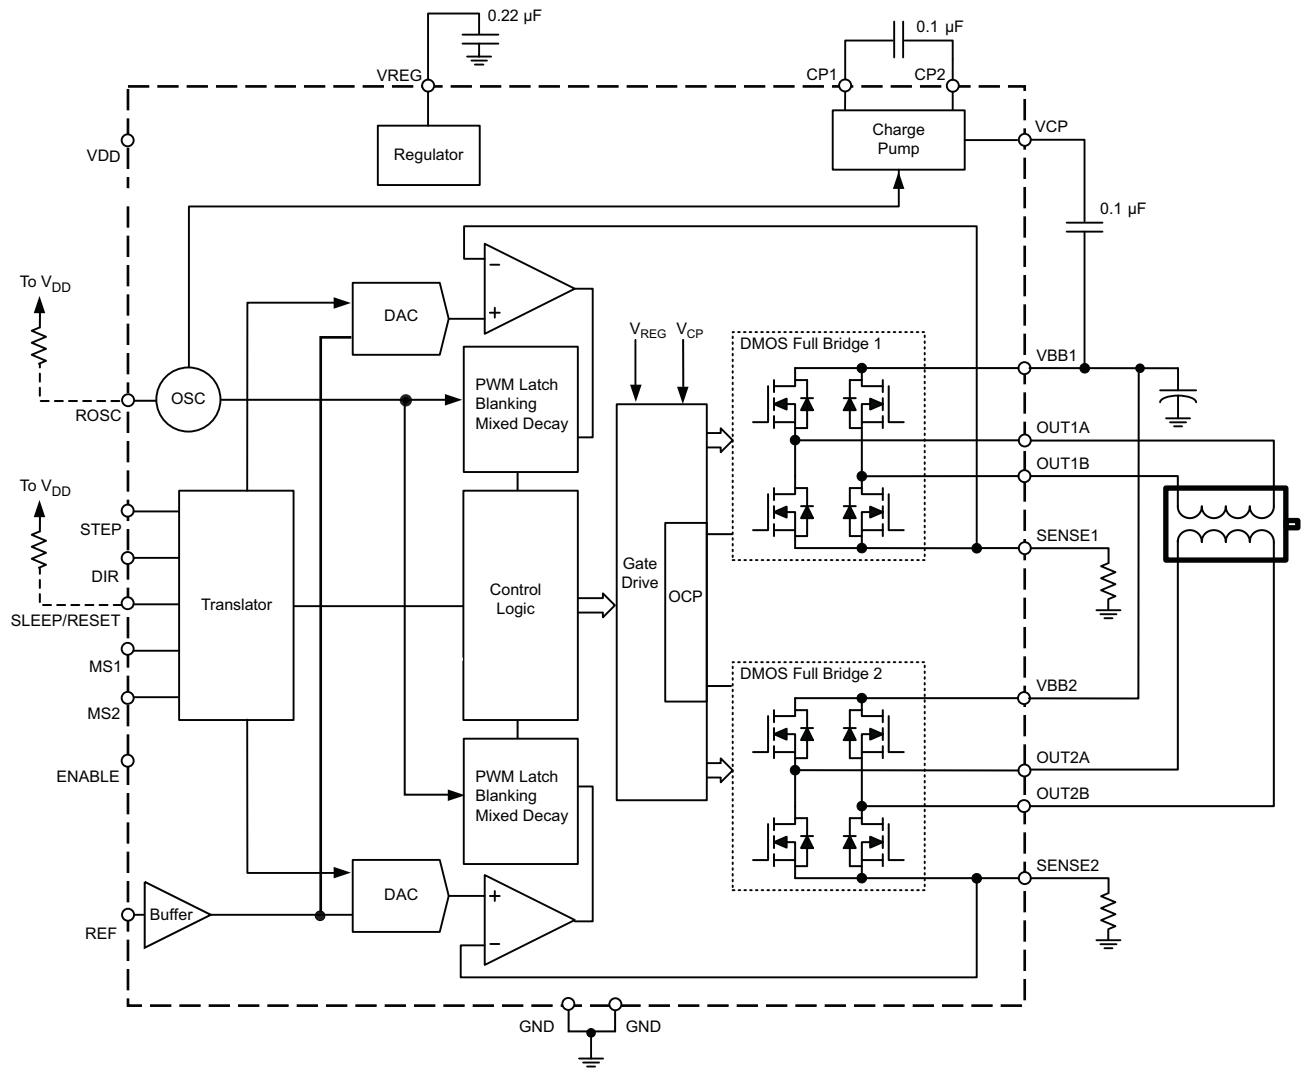 0.22 µF
0.1 µF
VREG
CP1
CP2
Charge
Pump
VCP
VDD
Regulator
0.1 µF
To VDD
DAC
−
+
VREG
VCP
DMOS Full Bridge 1
VBB1
PWM Latch
Blanking
Mixed Decay
OSC
ROSC
OUT1A
OUT1B
To VDD
STEP
DIR
SLEEP/RESET
MS1
MS2
Translator
Control
Logic
Gate
Drive
OCP
SENSE1
DMOS Full Bridge 2
VBB2
OUT2A
OUT2B
ENABLE
PWM Latch
Blanking
Mixed Decay
SENSE2
DAC
+
−
Buffer
REF
GND
GND